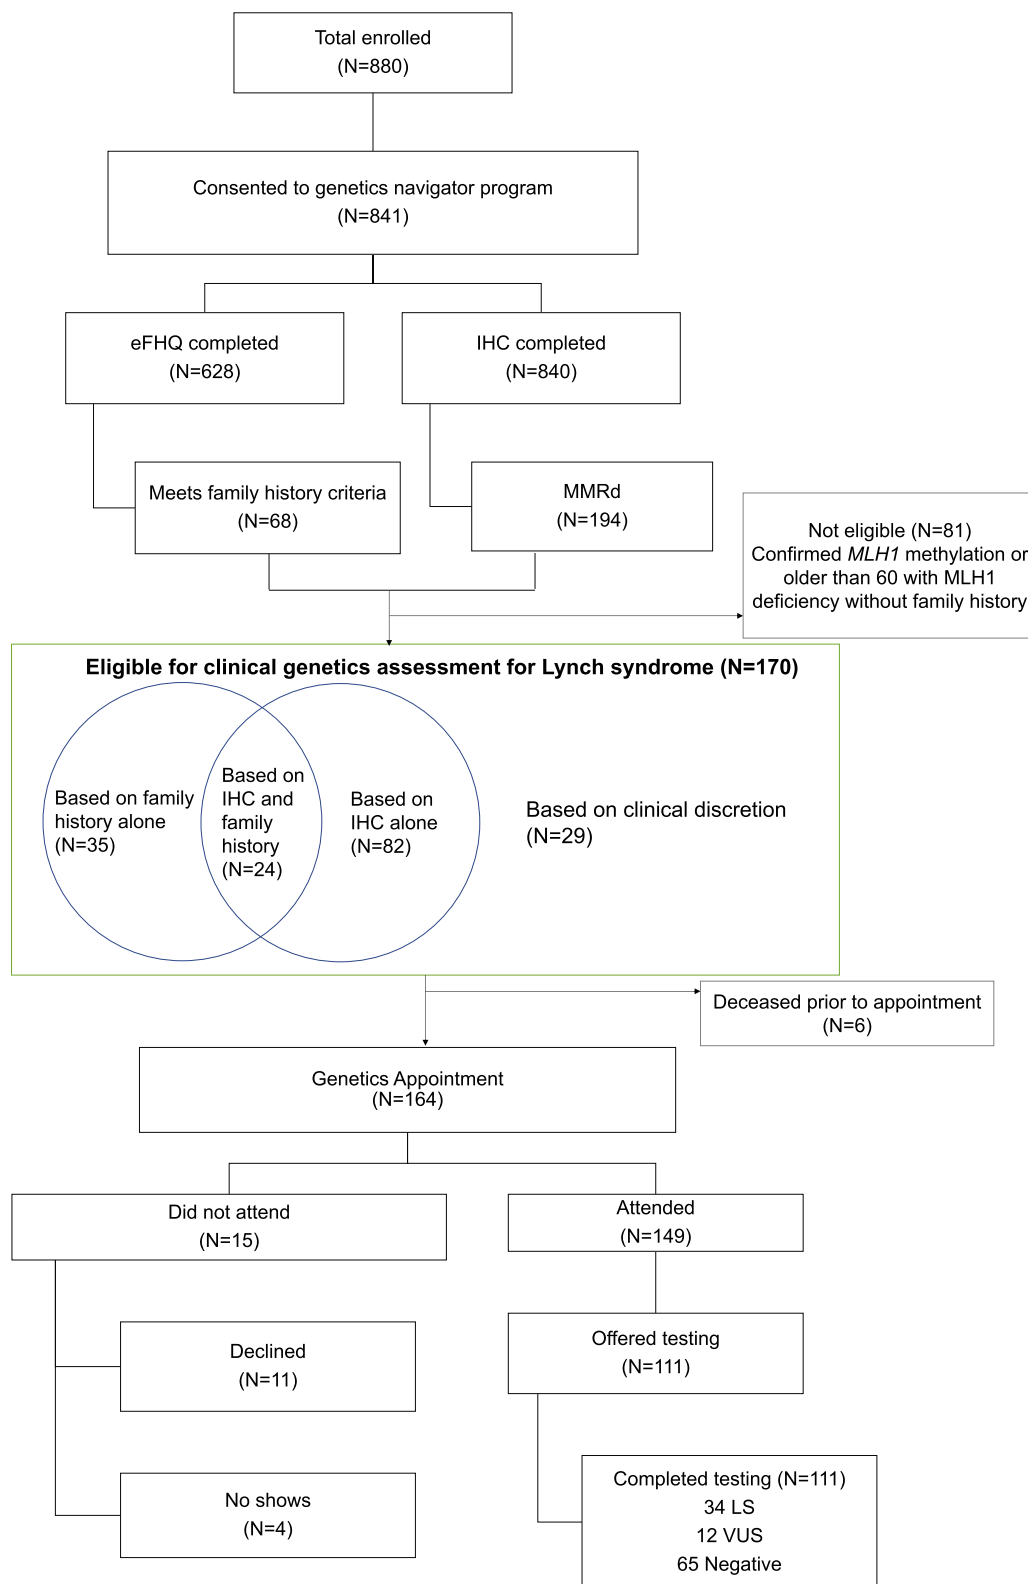 Total enrolled
(N=880)
Consented to genetics navigator program
(N=841)
eFHQ completed
(N=628)
IHC completed
(N=840)
Meets family history criteria
(N=68)
MMRd
(N=194)
Not eligible (N=81)
Confirmed MLH1 methylation or
older than 60 with MLH1
deficiency without family history
Eligible for clinical genetics assessment for Lynch syndrome (N=170)
Based on family
history alone
(N=35)
Based on
IHC and
family
history
(N=24)
Based on
IHC alone
(N=82)
Based on clinical discretion
(N=29)
Deceased prior to appointment
(N=6)
Genetics Appointment
(N=164)
Did not attend
(N=15)
Attended
(N=149)
Declined
(N=11)
Offered testing
(N=111)
No shows
(N=4)
Completed testing (N=111)
34 LS
12 VUS
65 Negative